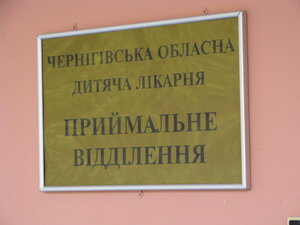 ЧЕРНІГІВСЬКА ОБЛАСНА
ДИТЯЧА ЛІКАРНЯ
ПРИЙМАЛЬНЕ
ВІДДІЛЕННЯ